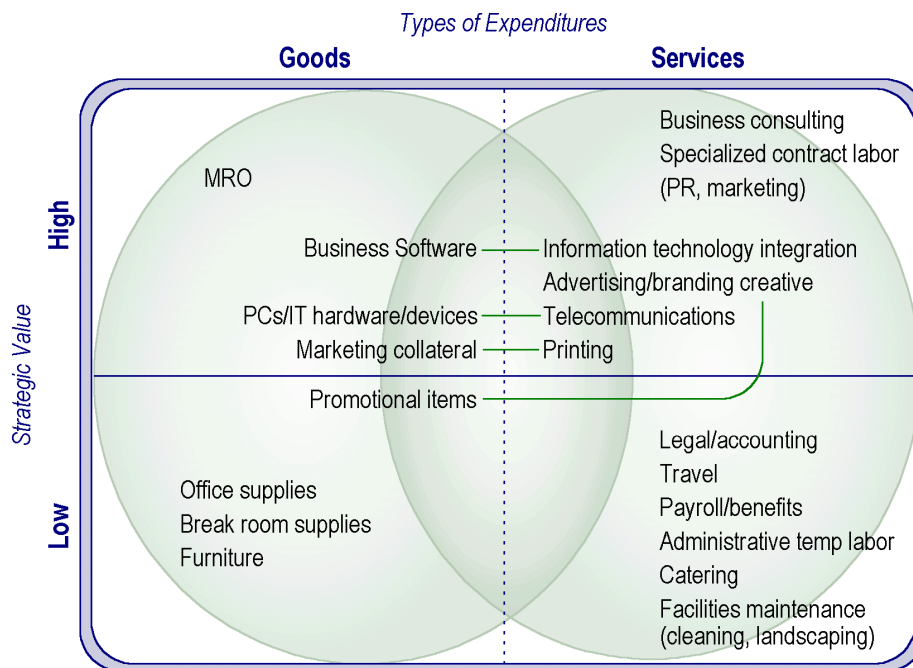 Types of Expenditures
Goods
Services
Strategic Value
High
Low
MRO
Business consulting
Specialized contract labor
(PR, marketing)
Business Software
Information technology integration
Advertising/branding creative
PCs/IT hardware/devices
Telecommunications
Marketing collateral
Printing
Promotional items
Office supplies
Break room supplies
Furniture
Legal/accounting
Travel
Payroll/benefits
Administrative temp labor
Catering
Facilities maintenance
(cleaning, landscaping)